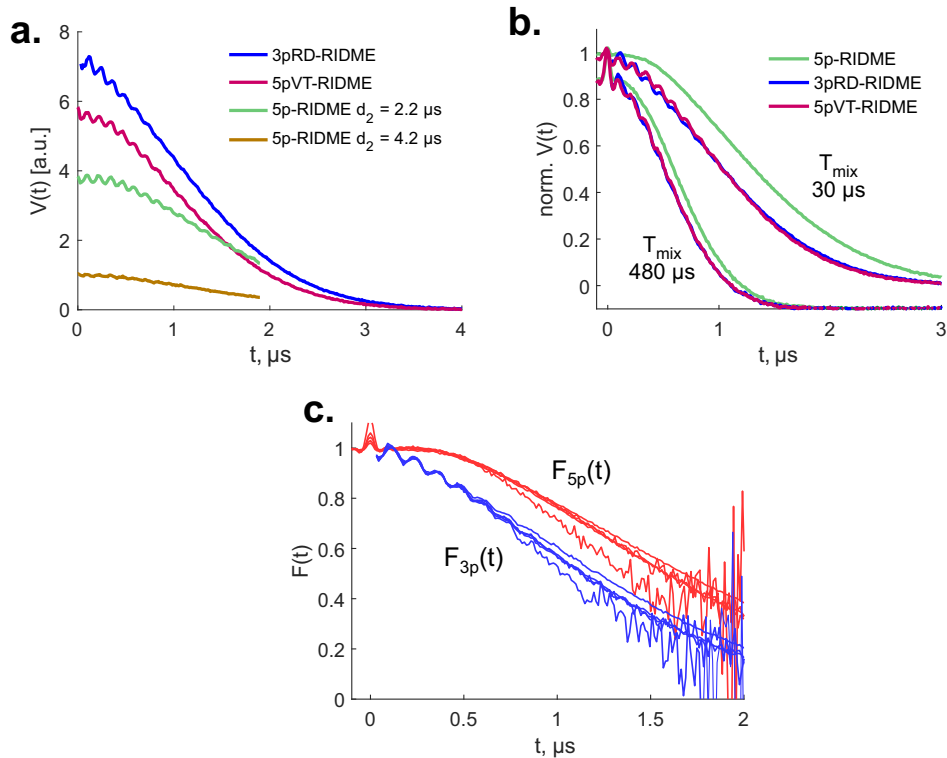 a.
8
6
4
2
0
V(t) [a.u.]
3pRD-RIDME
5pVT-RIDME
5p-RIDME d2 = 2.2 µs
5p-RIDME d2 = 4.2 µs
0 1 2 3 4
t, µs
b.
1
0.8
0.6
0.4
0.2
0
norm. V(t)
5p-RIDME
3pRD-RIDME
5pVT-RIDME
Tmix
30 µs
Tmix
480 µs
0 1 2 3
t, µs
c.
1
0.8
0.6
0.4
0.2
0
F(t)
F5p(t)
F3p(t)
0 0.5 1 1.5 2
t, µs